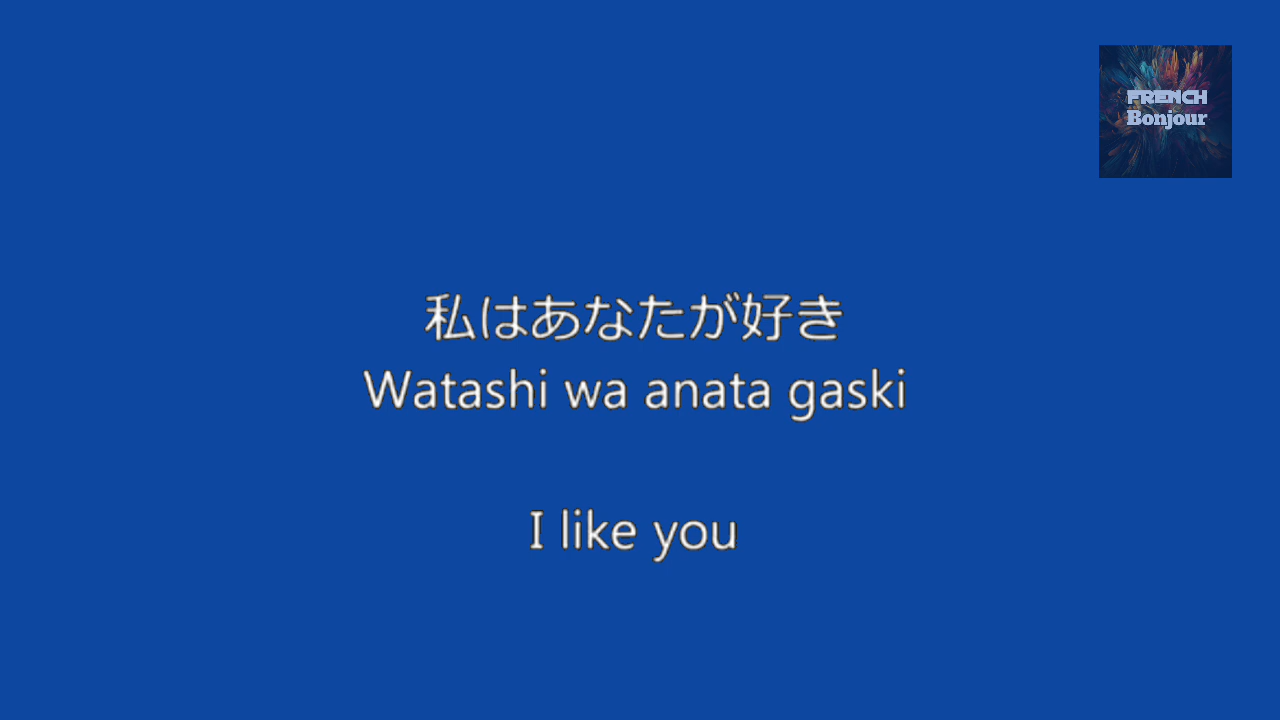 FRENCH
Bonjour
私はあなたが好き
Watashi wa anata gaski
I like you